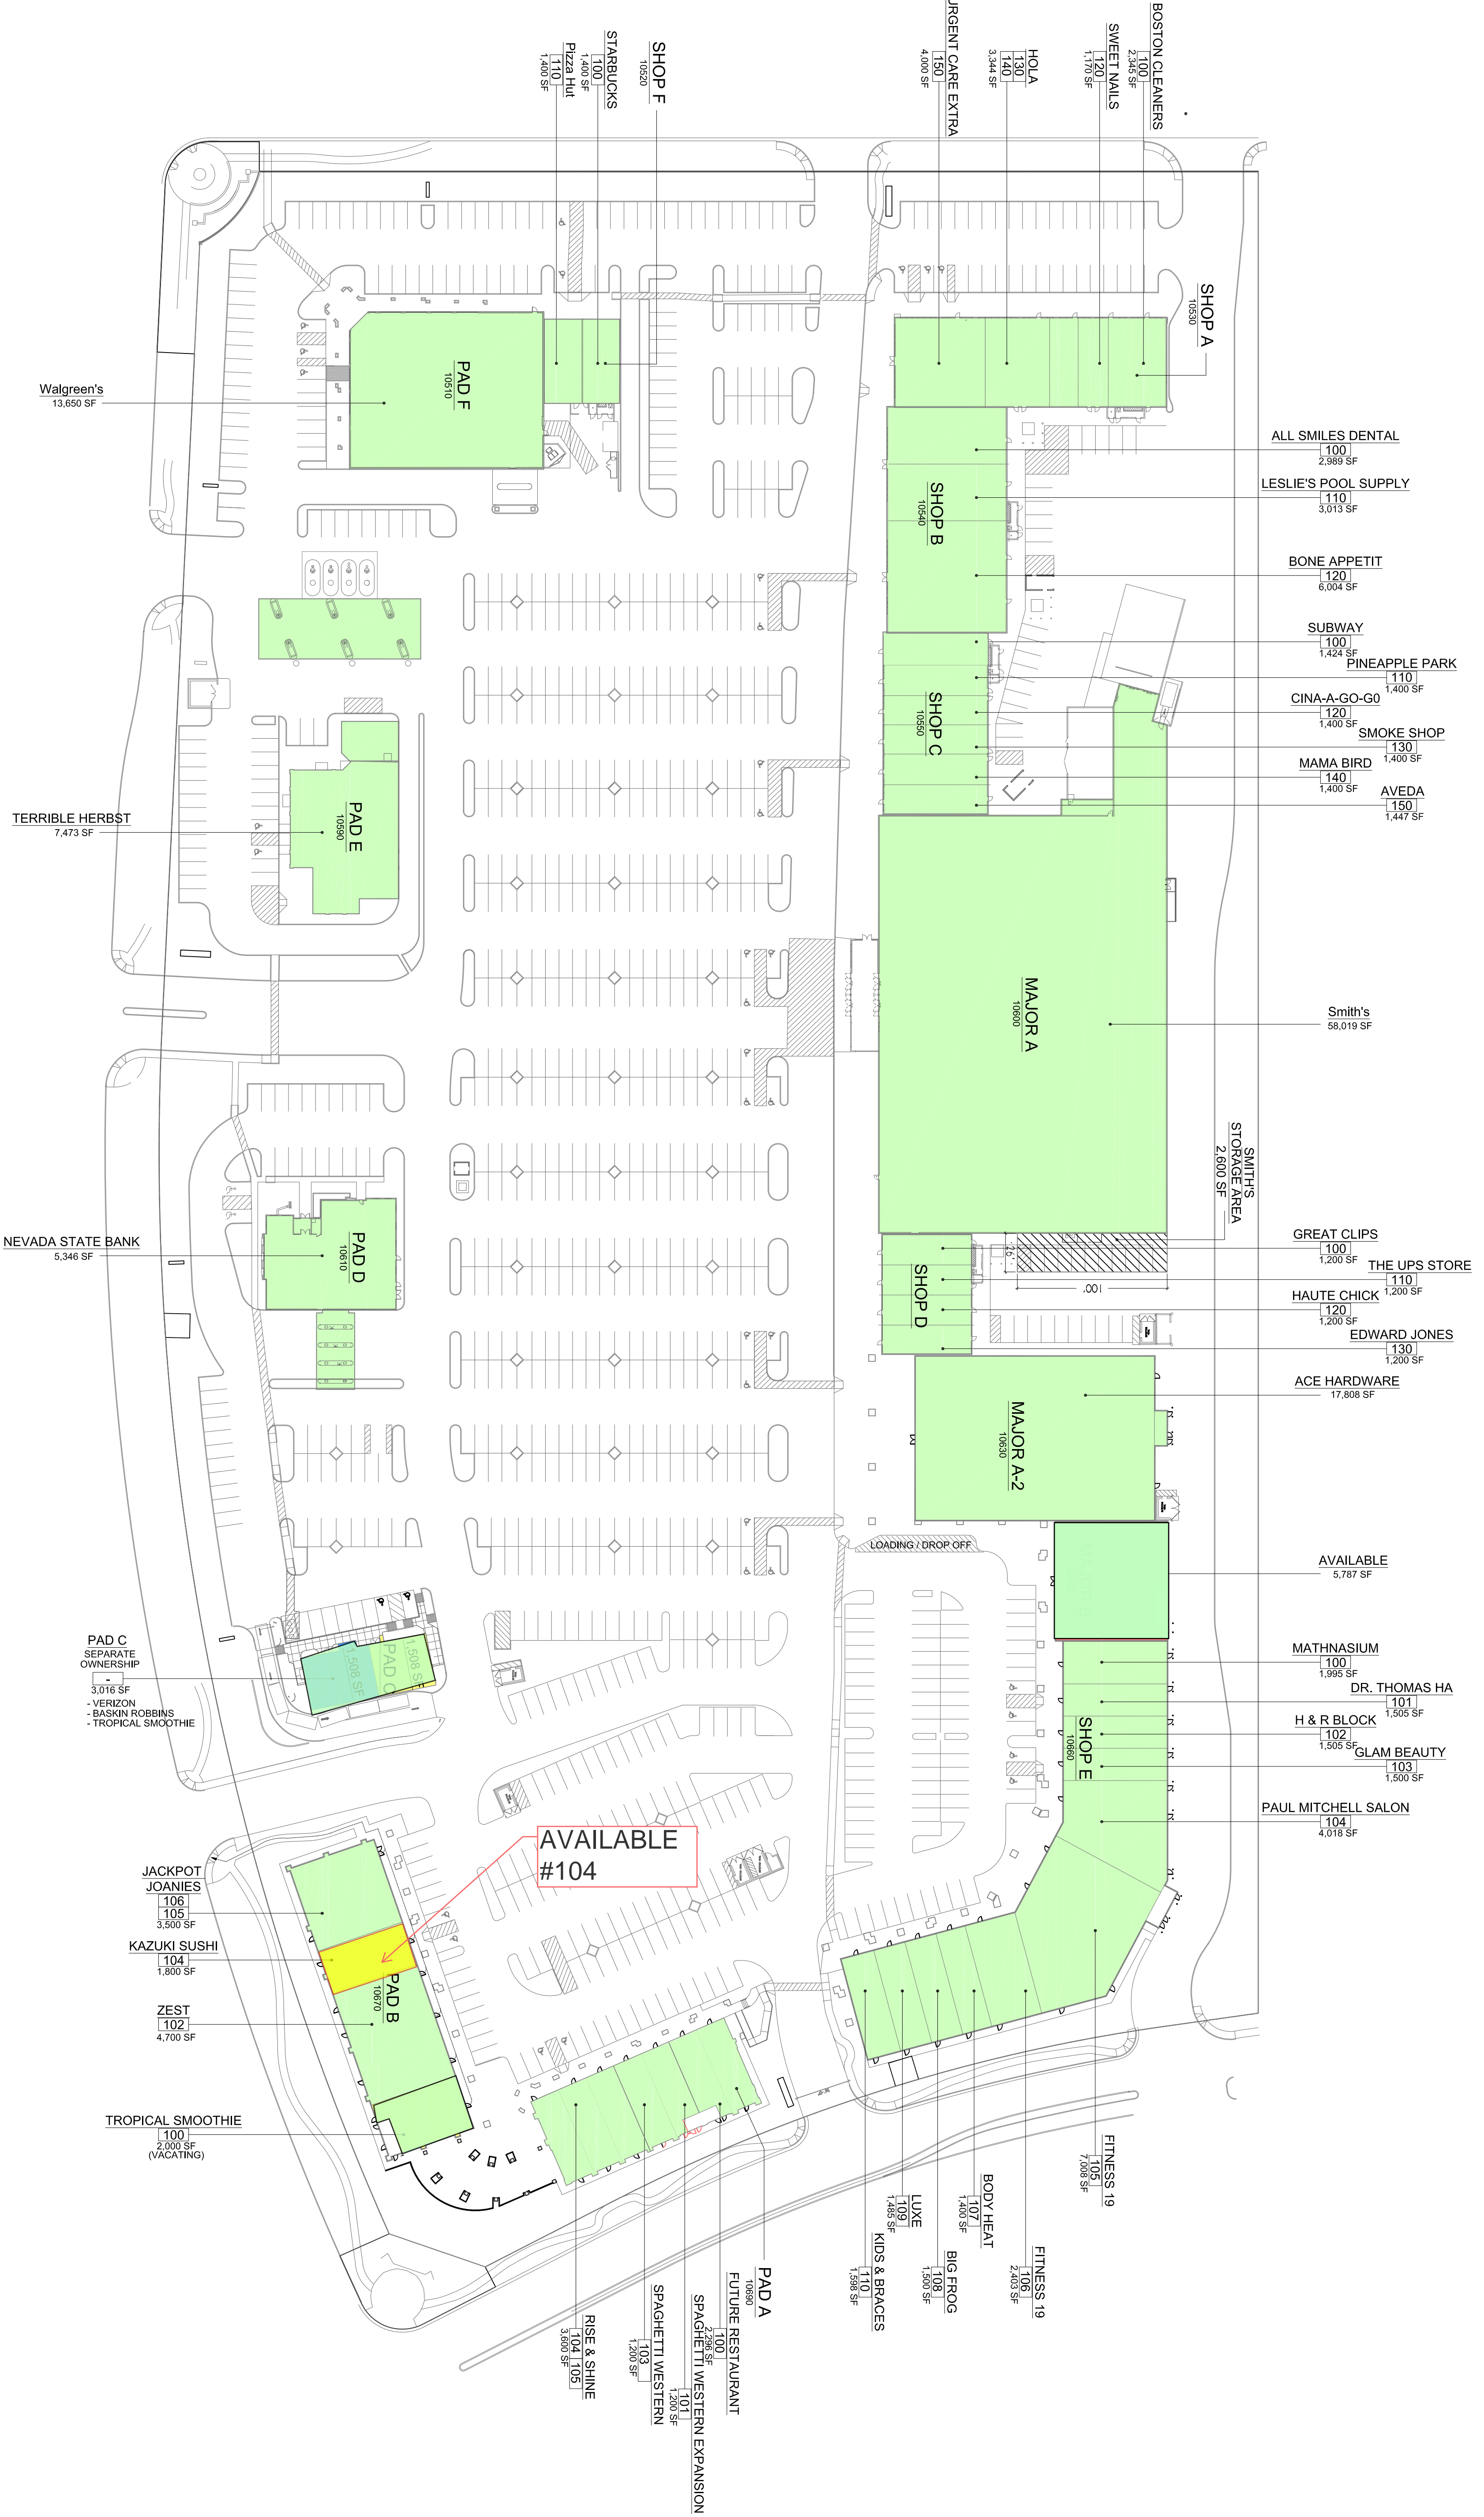 BOSTON CLEANERS
100
2,345 SF
SWEET NAILS
120
1,170 SF
HOLA
130
140
3,344 SF
URGENT CARE EXTRA
150
4,000 SF
SHOP F
10520
STARBUCKS
100
1,400 SF
Pizza Hut
110
1,400 SF
SHOP A
10530
PAD F
10510
Walgreen's
13,650 SF
ALL SMILES DENTAL
100
2,989 SF
LESLIE'S POOL SUPPLY
110
3,013 SF
SHOP B
10540
BONE APPETIT
120
6,004 SF
SUBWAY
100
1,424 SF
PINEAPPLE PARK
110
1,400 SF
CINA-A-GO-G0
120
1,400 SF
SHOP C
10550
SMOKE SHOP
130
1,400 SF
MAMA BIRD
140
1,400 SF
AVEDA
150
1,447 SF
TERRIBLE HERBST
7,473 SF
PAD E
10590
MAJOR A
10600
Smith's
58,019 SF
SMITH'S
STORAGE AREA
2,600 SF
26'
100'
NEVADA STATE BANK
5,346 SF
PAD D
10610
SHOP D
GREAT CLIPS
100
1,200 SF
THE UPS STORE
110
1,200 SF
HAUTE CHICK
120
1,200 SF
EDWARD JONES
130
1,200 SF
ACE HARDWARE
17,808 SF
MAJOR A-2
10630
LOADING / DROP OFF
AVAILABLE
5,787 SF
PAD C
SEPARATE
OWNERSHIP
-
3,016 SF
- VERIZON
- BASKIN ROBBINS
- TROPICAL SMOOTHIE
1,508 SF
PAD C
1,508 SF
MATHNASIUM
100
1,995 SF
DR. THOMAS HA
101
1,505 SF
H & R BLOCK
102
1,505 SF
GLAM BEAUTY
103
1,500 SF
SHOP E
10660
PAUL MITCHELL SALON
104
4,018 SF
AVAILABLE
#104
JACKPOT
JOANIES
106
105
3,500 SF
KAZUKI SUSHI
104
1,800 SF
PAD B
10670
ZEST
102
4,700 SF
TROPICAL SMOOTHIE
100
2,000 SF
(VACATING)
FITNESS 19
105
7,008 SF
FITNESS 19
106
2,403 SF
BODY HEAT
107
1,400 SF
BIG FROG
108
1,500 SF
LUXE
109
1,485 SF
KIDS & BRACES
110
1,598 SF
PAD A
10690
FUTURE RESTAURANT
100
2,296 SF
SPAGHETTI WESTERN EXPANSION
101
1,200 SF
SPAGHETTI WESTERN
103
1,200 SF
RISE & SHINE
104 105
3,600 SF